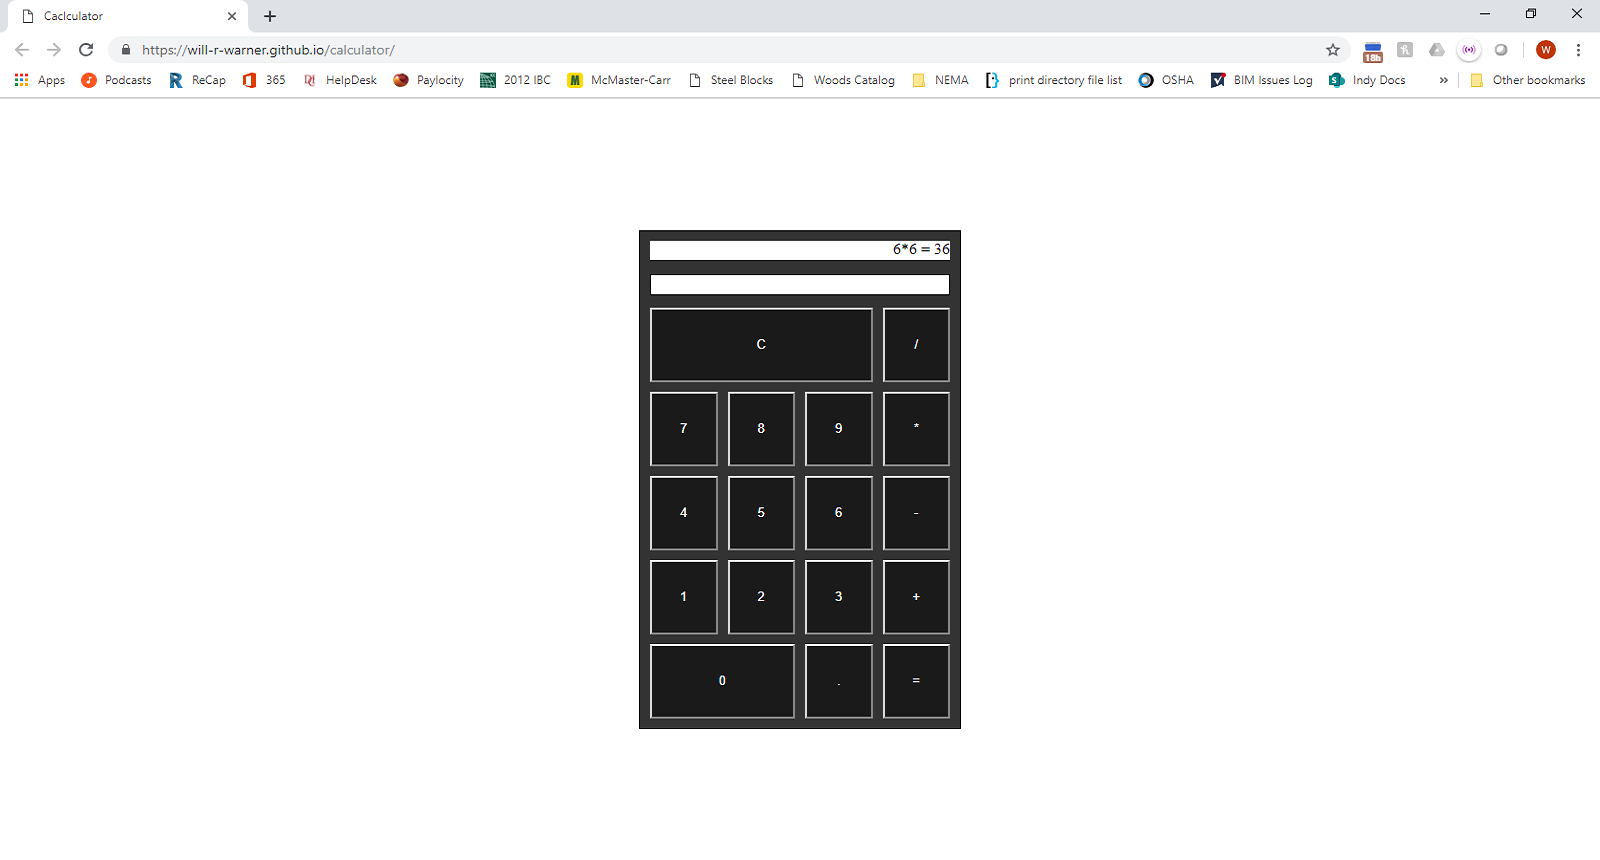 Caclculator
https://will-r-warner.github.io/calculator/
18h
W
Apps Podcasts ReCap 365 HelpDesk Paylocity 2012 IBC M McMaster-Carr Steel Blocks Woods Catalog NEMA print directory file list OSHA BIM Issues Log S Indy Docs » Other bookmarks
6*6 = 36
C /
7 8 9 *
4 5 6 -
1 2 3 +
0 . =